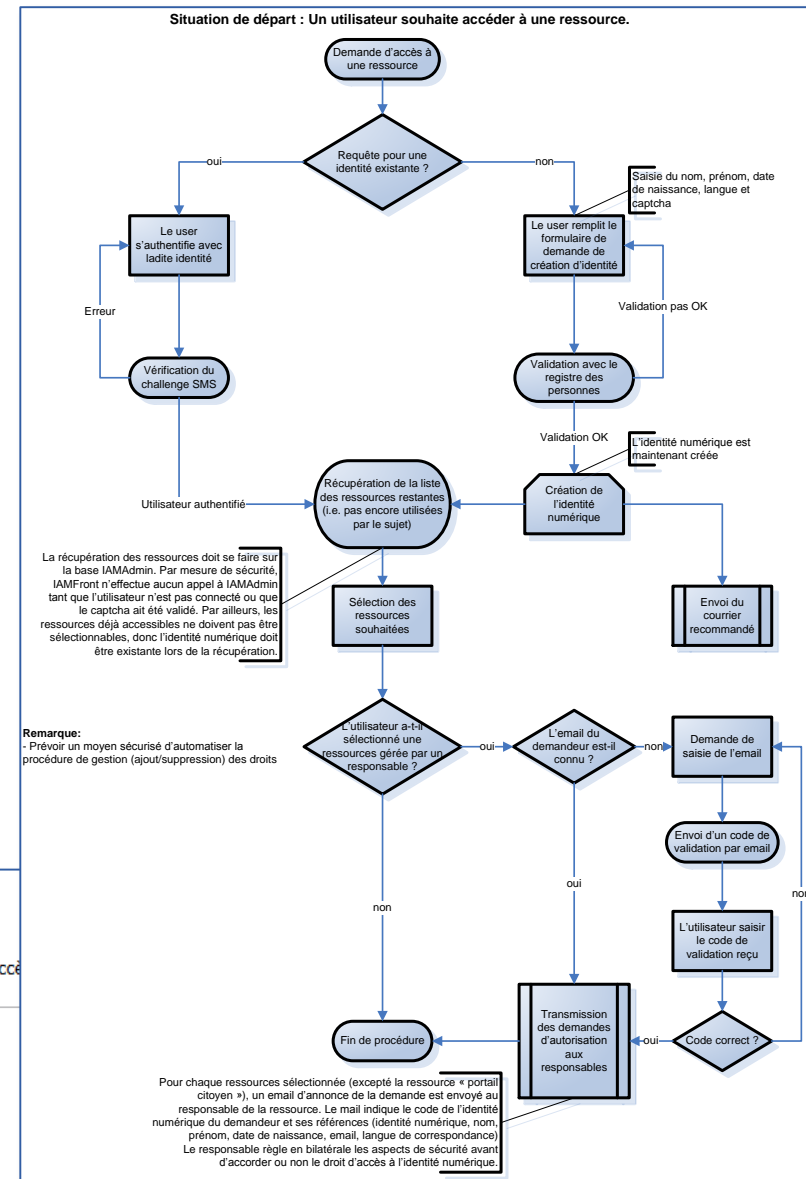 Situation de départ : Un utilisateur souhaite accéder à une ressource.
Demande d'accès à
une ressource
Requête pour une
identité existante ?
oui
non
Saisie du nom, prénom, date
de naissance, langue et
captcha
Le user
s'authentifie avec
ladite identité
Le user remplit le
formulaire de
demande de
création d'identité
Erreur
Validation pas OK
Vérification du
challenge SMS
Validation avec le
registre des
personnes
Validation OK
L'identité numérique est
maintenant créée
Utilisateur authentifié
Récupération de la liste
des ressources restantes
(i.e. pas encore utilisées
par le sujet)
Création de
l'identité
numérique
La récupération des ressources doit se faire sur
la base IAMAdmin. Par mesure de sécurité,
IAMFront n'effectue aucun appel à IAMAdmin
tant que l'utilisateur n'est pas connecté ou que
le captcha ait été validé. Par ailleurs, les
ressources déjà accessibles ne doivent pas être
sélectionnables, donc l'identité numérique doit
être existante lors de la récupération.
Sélection des
ressources
souhaitées
Envoi du
courrier
recommandé
Remarque:
- Prévoir un moyen sécurisé d'automatiser la
procédure de gestion (ajout/suppression) des droits
L'utilisateur a-t-il
sélectionné une
ressources gérée par un
responsable ?
oui
L'email du
demandeur est-il
connu ?
non
Demande de
saisie de l'email
Envoi d'un code de
validation par email
oui
non
non
L'utilisateur saisir
le code de
validation reçu
ccè
Fin de procédure
Transmission
des demandes
d'autorisation
aux
responsables
oui
Code correct ?
Pour chaque ressources sélectionnée (excepté la ressource « portail
citoyen »), un email d'annonce de la demande est envoyé au
responsable de la ressource. Le mail indique le code de l'identité
numérique du demandeur et ses références (identité numérique, nom,
prénom, date de naissance, email, langue de correspondance)
Le responsable règle en bilatérale les aspects de sécurité avant
d'accorder ou non le droit d'accès à l'identité numérique.